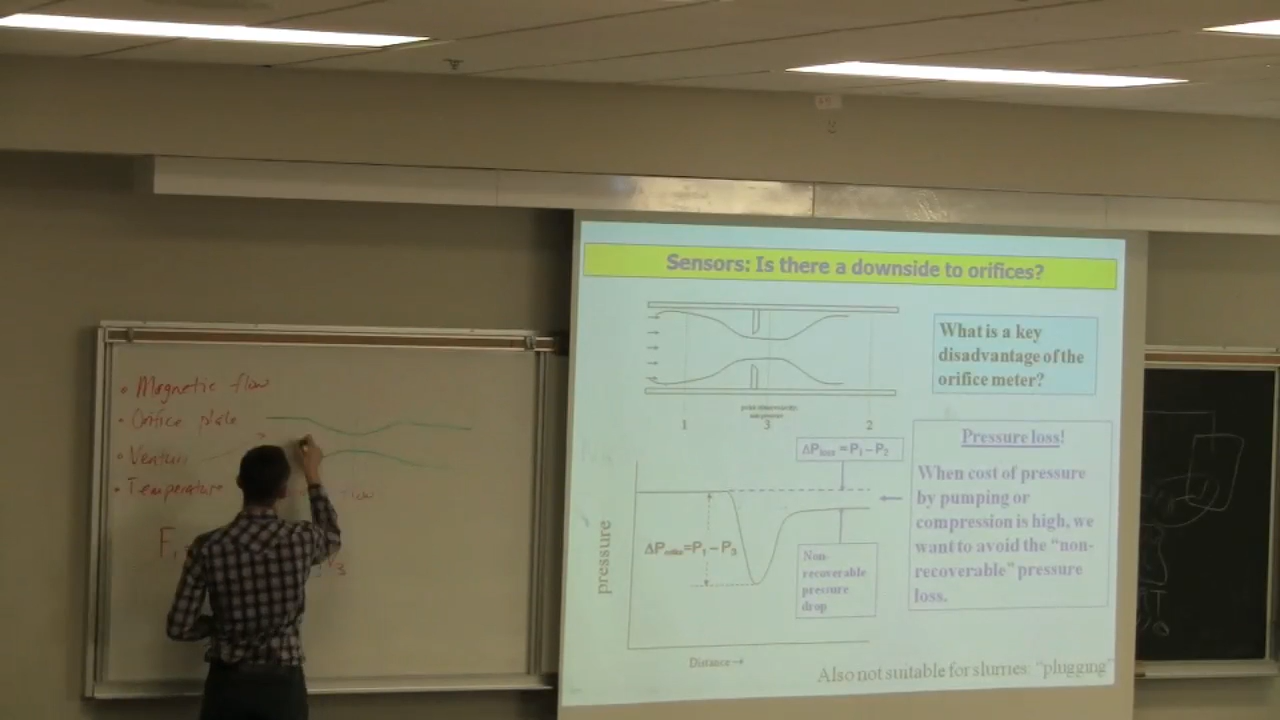 • Magnetic flow
• Orifice plate
• Venturi
• Temperature
F
3
Sensors: Is there a downside to orifices?
What is a key
disadvantage of the
orifice meter?
1
3
2
ΔPloss = P1 – P2
pressure
ΔP =P1 – P3
Non-
recoverable
pressure
drop
Distance→
Pressure loss!
When cost of pressure
by pumping or
compression is high, we
want to avoid the “non-
recoverable” pressure
loss.
Also not suitable for slurries: “plugging”